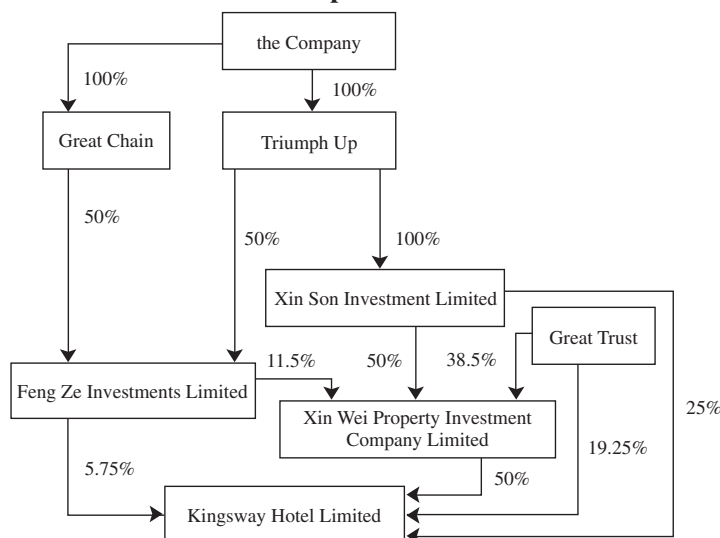 the Company
100%
100%
Great Chain
Triumph Up
50%
50%
100%
Xin Son Investment Limited
Great Trust
11.5%
50%
38.5%
Feng Ze Investments Limited
25%
Xin Wei Property Investment
Company Limited
5.75%
19.25%
50%
Kingsway Hotel Limited